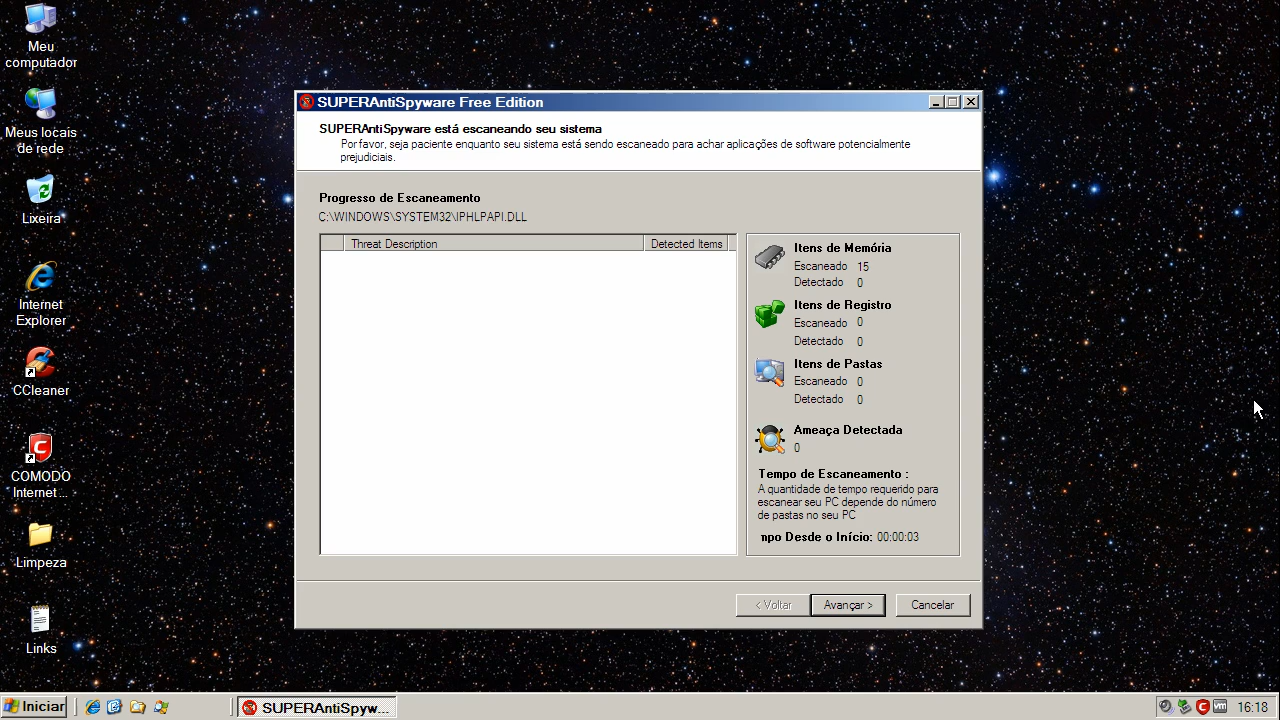 Meu
computador
Meus locais
de rede
Lixeira
Internet
Explorer
CCleaner
COMODO
Internet ...
Limpeza
Links
SUPERAntiSpyware Free Edition
SUPERAntiSpyware está escaneando seu sistema
Por favor, seja paciente enquanto seu sistema está sendo escaneado para achar aplicações de software potencialmente
prejudiciais.
Progresso de Escaneamento
C:\WINDOWS\SYSTEM32\IPHLPAPI.DLL
Threat Description Detected Items
Itens de Memória
Escaneado 15
Detectado 0
Itens de Registro
Escaneado 0
Detectado 0
Itens de Pastas
Escaneado 0
Detectado 0
Ameaça Detectada
0
Tempo de Escaneamento :
A quantidade de tempo requerido para
escanear seu PC depende do número
de pastas no seu PC
npo Desde o Início: 00:00:03
< Voltar Avançar > Cancelar
Iniciar SUPERAntiSpyw... vm 16:18